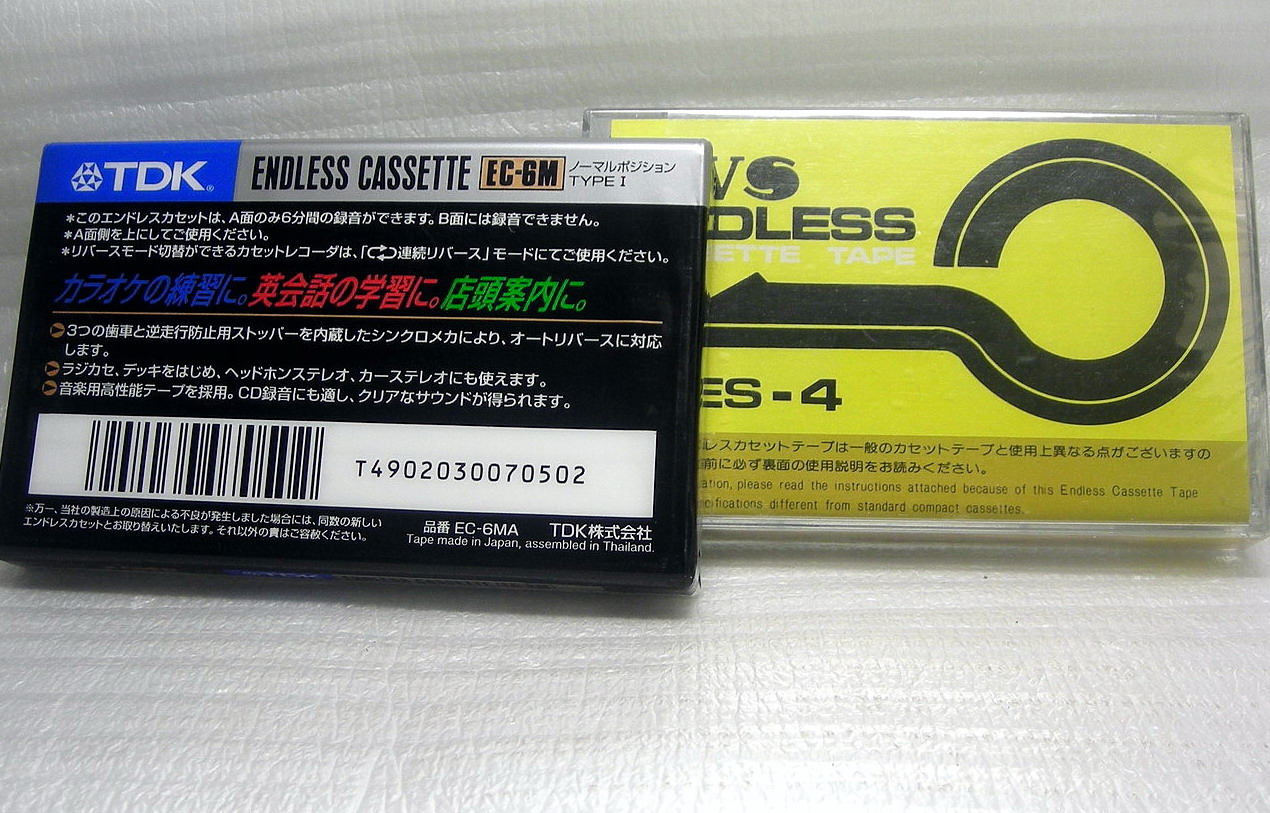 TDK®
ENDLESS CASSETTE EC-6M ノーマルポジション
TYPE I
*このエンドレスカセットは、A面のみ6分間の録音ができます。B面には録音できません。
*A面側を上にしてご使用ください。
*リバースモード切替ができるカセットレコーダは、「連続リバース」モードにてご使用ください。
カラオケの練習に。英会話の学習に。店頭案内に。
3つの歯車と逆走行防止用ストッパーを内蔵したシンクロメカにより、オートリバースに対応
します。
ラジカセ、デッキをはじめ、ヘッドホンステレオ、カーステレオにも使えます。
音楽用高性能テープを採用。CD録音にも適し、クリアなサウンドが得られます。
T4902030070502
※万一、当社の製造上の原因による不良が発生しました場合には、同数の新しい
エンドレスカセットとお取り替えいたします。それ以外の責はご容赦ください。
品番 EC-6MA TDK株式会社
Tape made in Japan, assembled in Thailand.
VS
DLESS
ETTE TAPE
ES-4
レスカセットテープは一般のカセットテープと使用上異なる点がございますの
前に必ず裏面の使用説明をお読みください。
ation, please read the instructions attached because of this Endless Cassette Tape
cifications different from standard compact cassettes.